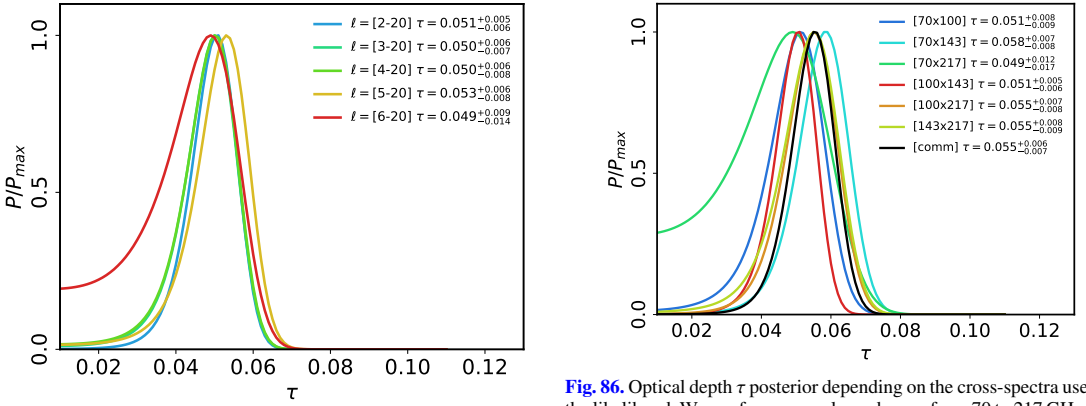 1.0
0.5
0.0
P/P_max
0.02 0.04 0.06 0.08 0.10 0.12
τ
ℓ = [2-20] τ = 0.051^{+0.005}_{-0.006}
ℓ = [3-20] τ = 0.050^{+0.006}_{-0.007}
ℓ = [4-20] τ = 0.050^{+0.006}_{-0.008}
ℓ = [5-20] τ = 0.053^{+0.006}_{-0.008}
ℓ = [6-20] τ = 0.049^{+0.009}_{-0.014}
1.0
0.5
0.0
P/P_max
0.02 0.04 0.06 0.08 0.10 0.12
τ
[70x100] τ = 0.051^{+0.008}_{-0.009}
[70x143] τ = 0.058^{+0.007}_{-0.008}
[70x217] τ = 0.049^{+0.012}_{-0.017}
[100x143] τ = 0.051^{+0.005}_{-0.006}
[100x217] τ = 0.055^{+0.007}_{-0.008}
[143x217] τ = 0.055^{+0.008}_{-0.009}
[comm] τ = 0.055^{+0.006}_{-0.007}
Fig. 86. Optical depth τ posterior depending on the cross-spectra use